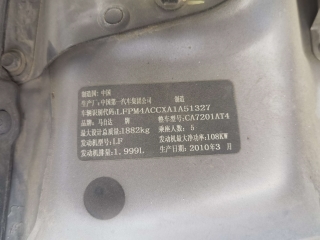 制造国：中国
生产厂：中国第一汽车集团公司 制造
车辆识别代码：LFPM4ACCXA1A51327
品牌：马自达 牌 整车型号：CA7201AT4
最大设计总质量：1882kg 乘座人数：5
发动机型号：LF 发动机最大净功率：108KW
发动机排量：1.999L 生产日期：2010年3月